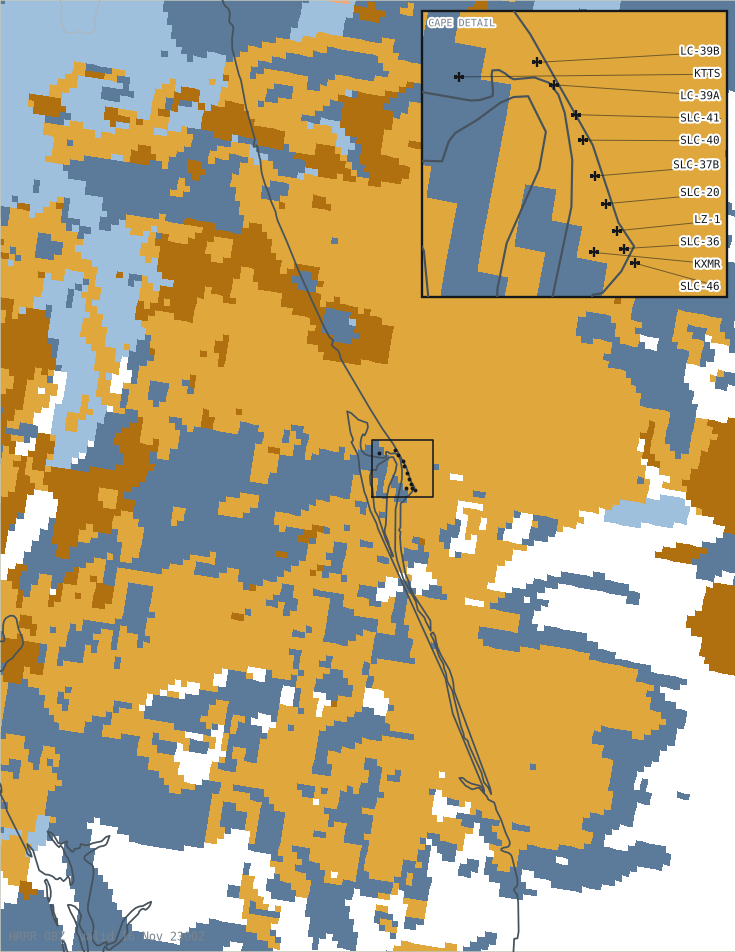 CAPE DETAIL
LC-39B
KTTS
LC-39A
SLC-41
SLC-40
SLC-37B
SLC-20
LZ-1
SLC-36
KXMR
SLC-46
HRRR
Nov